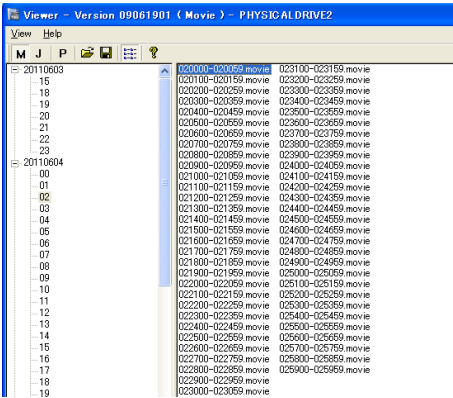 Viewer - Version 09061901 ( Movie ) - PHYSICALDRIVE2
View Help
M J P
20110603
15
18
19
20
21
22
23
20110604
00
01
02
03
04
05
06
07
08
09
10
11
12
13
14
15
16
17
18
19
020000-020059.movie
020100-020159.movie
020200-020259.movie
020300-020359.movie
020400-020459.movie
020500-020559.movie
020600-020659.movie
020700-020759.movie
020800-020859.movie
020900-020959.movie
021000-021059.movie
021100-021159.movie
021200-021259.movie
021300-021359.movie
021400-021459.movie
021500-021559.movie
021600-021659.movie
021700-021759.movie
021800-021859.movie
021900-021959.movie
022000-022059.movie
022100-022159.movie
022200-022259.movie
022300-022359.movie
022400-022459.movie
022500-022559.movie
022600-022659.movie
022700-022759.movie
022800-022859.movie
022900-022959.movie
023000-023059.movie
023100-023159.movie
023200-023259.movie
023300-023359.movie
023400-023459.movie
023500-023559.movie
023600-023659.movie
023700-023759.movie
023800-023859.movie
023900-023959.movie
024000-024059.movie
024100-024159.movie
024200-024259.movie
024300-024359.movie
024400-024459.movie
024500-024559.movie
024600-024659.movie
024700-024759.movie
024800-024859.movie
024900-024959.movie
025000-025059.movie
025100-025159.movie
025200-025259.movie
025300-025359.movie
025400-025459.movie
025500-025559.movie
025600-025659.movie
025700-025759.movie
025800-025859.movie
025900-025959.movie